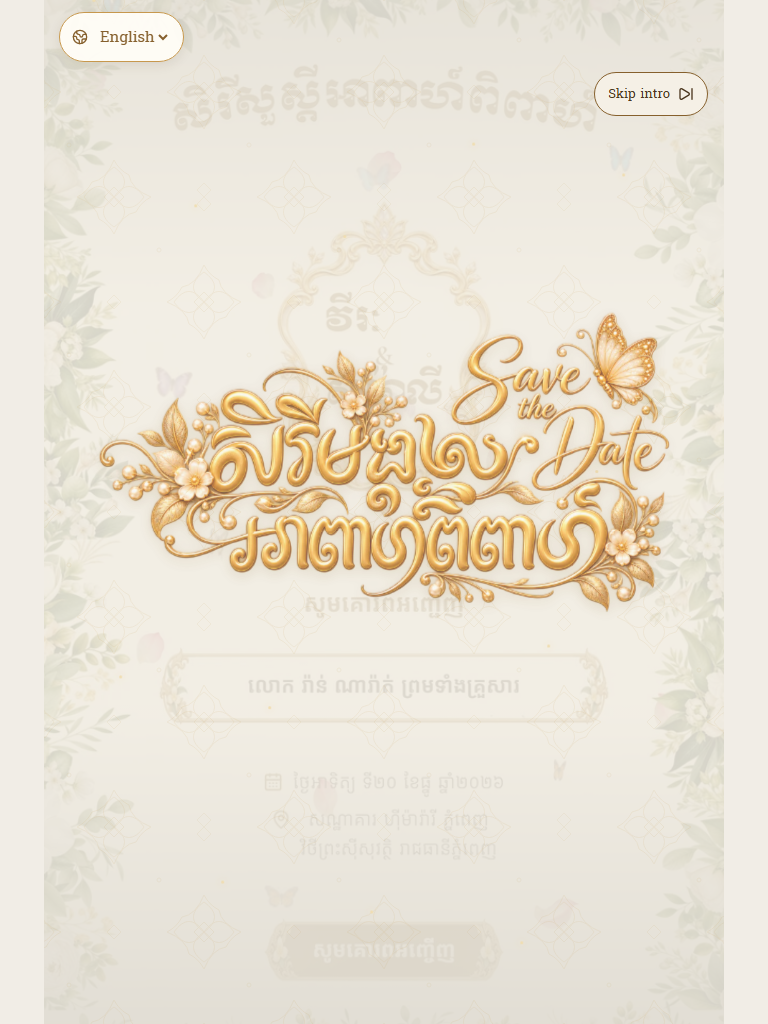 English
Skip intro
សិរីសួស្តីអាពាហ៍ពិពាហ៍
វីរៈ
Save
the
Date
សិរីមង្គល
អាពាហ៍ពិពាហ៍
សូមគោរពអញ្ជើញ
លោក រ៉ាន់ ណារ៉ាត់ ព្រមទាំងគ្រួសារ
ថ្ងៃអាទិត្យ ទី២០ ខែធ្នូ ឆ្នាំ២០២៦
សណ្ឋាគារ ហ៊ីម៉ាវ៉ារី ភ្នំពេញ
វិថីព្រះស៊ីសុវត្ថិ រាជធានីភ្នំពេញ
សូមគោរពអញ្ជើញ